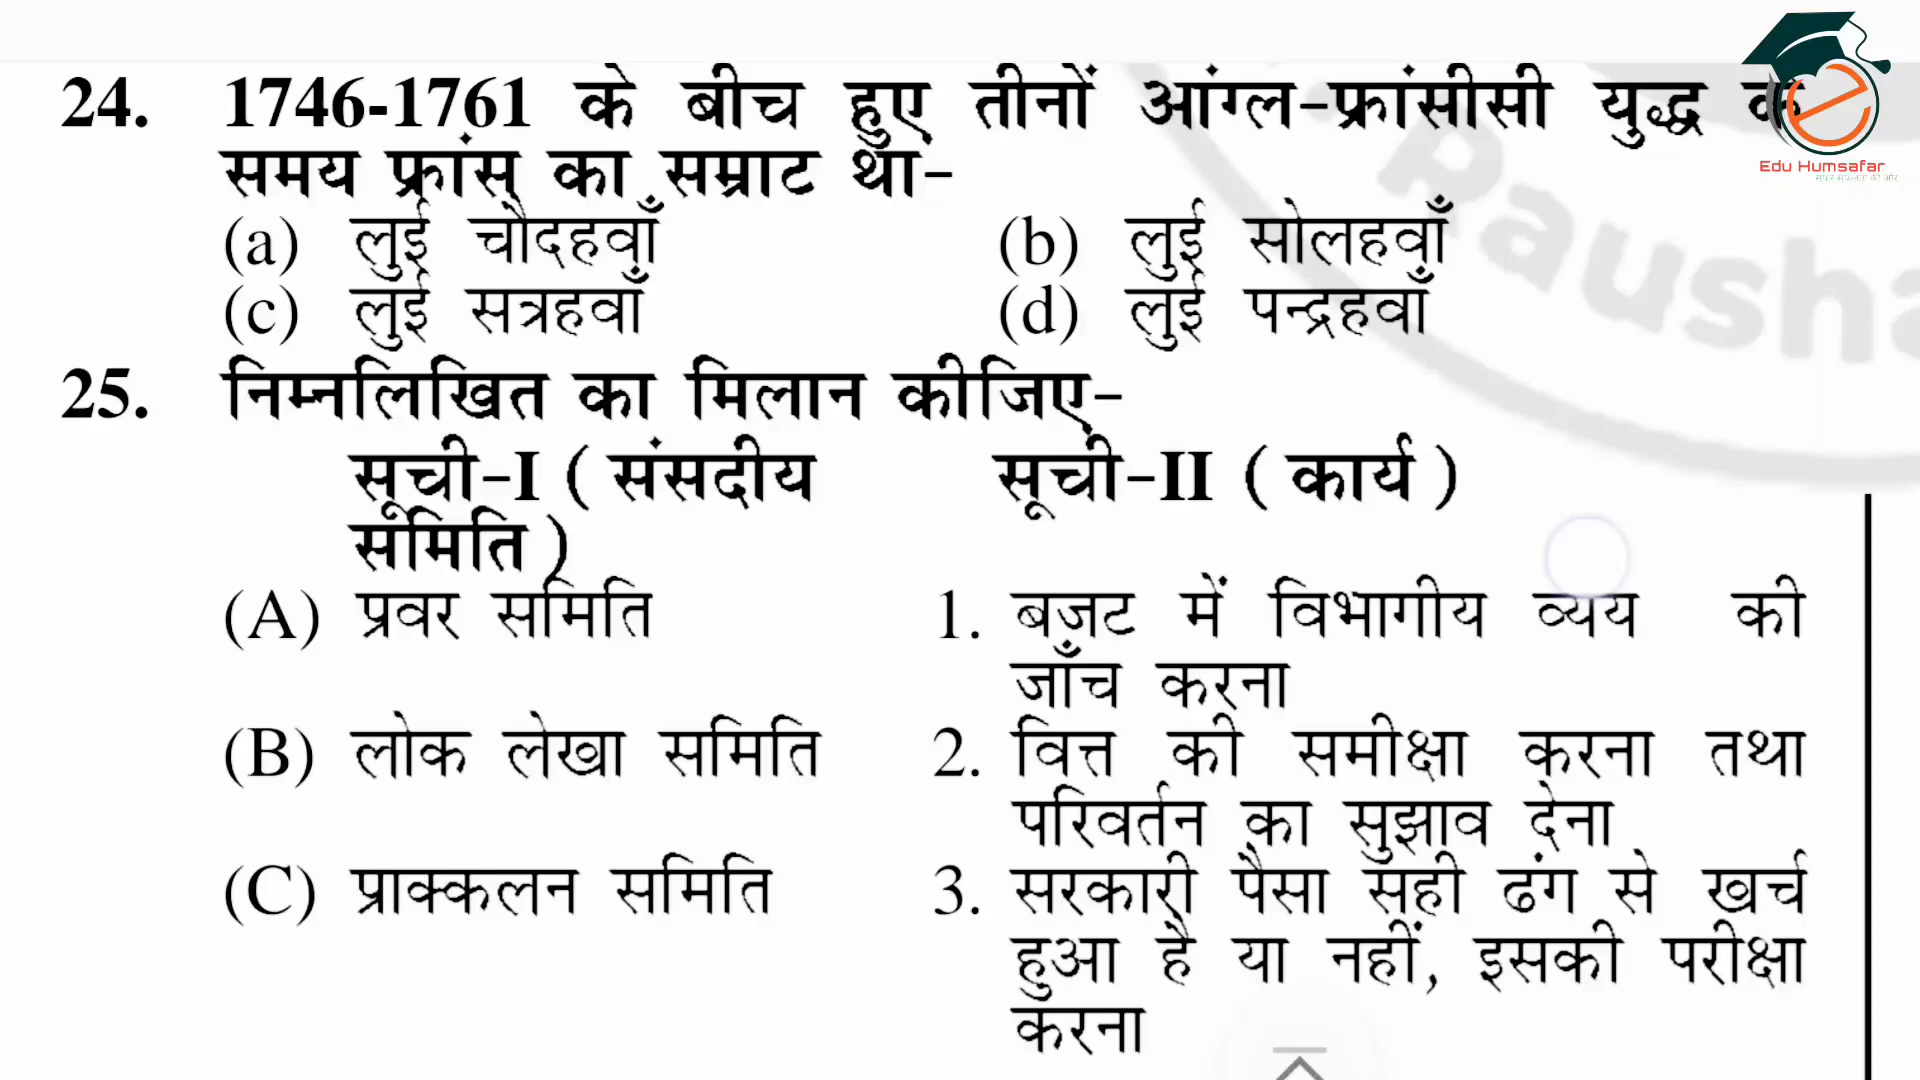 24. 1746-1761 के बीच हुए तीनों आंग्ल-फ्रांसीसी युद्ध के
समय फ्रांस का सम्राट था-
(a) लुई चौदहवाँ (b) लुई सोलहवाँ
(c) लुई सत्रहवाँ (d) लुई पन्द्रहवाँ
25. निम्नलिखित का मिलान कीजिए-
सूची-I ( संसदीय सूची-II ( कार्य )
समिति )
(A) प्रवर समिति 1. बजट में विभागीय व्यय की
जाँच करना
(B) लोक लेखा समिति 2. वित्त की समीक्षा करना तथा
परिवर्तन का सुझाव देना
(C) प्राक्कलन समिति 3. सरकारी पैसा सही ढंग से खर्च
हुआ है या नहीं, इसकी परीक्षा
करना
Edu Humsafar
Rausha